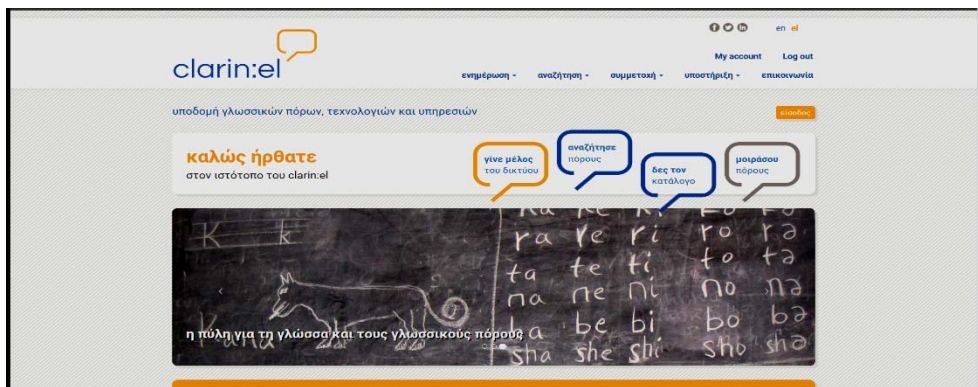 en el
My account Log out
clarin:el
ενημέρωση αναζήτηση συμμετοχή υποστήριξη επικοινωνία
υποδομή γλωσσικών πόρων, τεχνολογιών και υπηρεσιών
είσοδος
καλώς ήρθατε
στον ιστότοπο του clarin:el
γίνε μέλος
του δικτύου
αναζήτησε
πόρους
δες τον
κατάλογο
μοιράσου
πόρους
K k
ra re ri ro rə
ta te ti to tə
na ne ni no nə
ba be bi bo bə
sha she shi sho shə
η πύλη για τη γλώσσα και τους γλωσσικούς πόρους